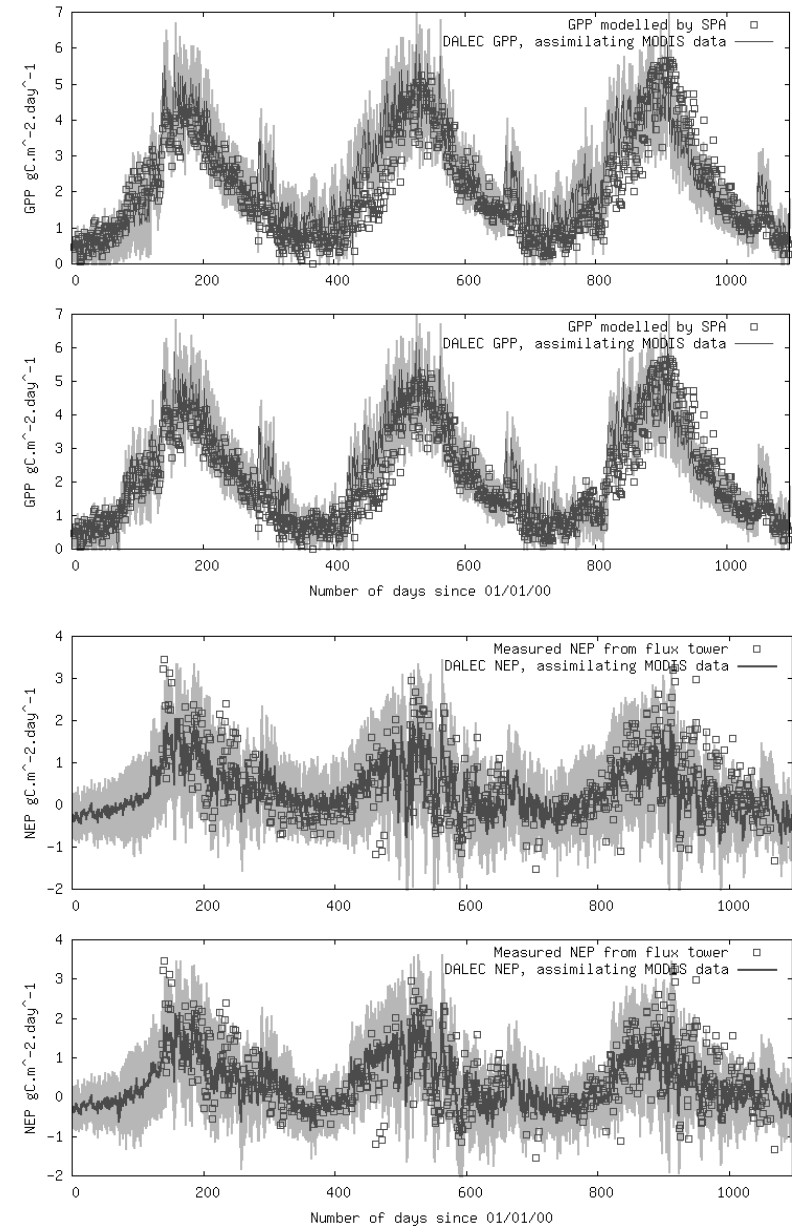 7
6
5
4
3
2
1
0
GPP gC.m^-2.day^-1
GPP modelled by SPA
DALEC GPP, assimilating MODIS data
0 200 400 600 800 1000
7
6
5
4
3
2
1
0
GPP gC.m^-2.day^-1
GPP modelled by SPA
DALEC GPP, assimilating MODIS data
0 200 400 600 800 1000
Number of days since 01/01/00
4
3
2
1
0
-1
-2
NEP gC.m^-2.day^-1
Measured NEP from flux tower
DALEC NEP, assimilating MODIS data
0 200 400 600 800 1000
4
3
2
1
0
-1
-2
NEP gC.m^-2.day^-1
Measured NEP from flux tower
DALEC NEP, assimilating MODIS data
0 200 400 600 800 1000
Number of days since 01/01/00